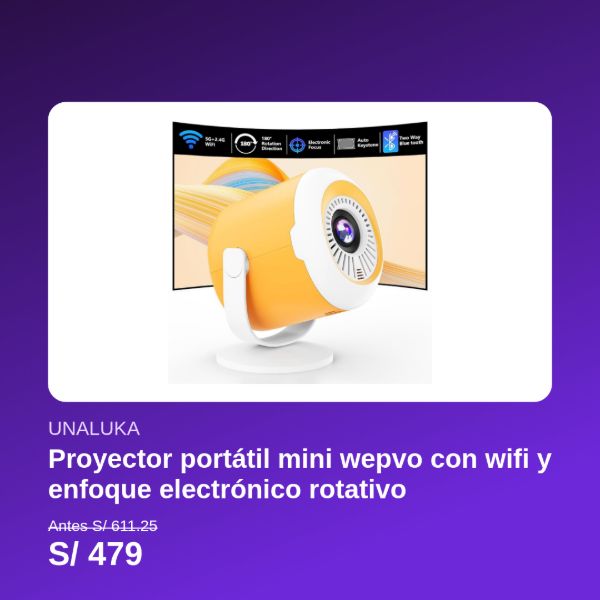 5G+2.4G
WiFi
180°
180°
Rotation
Direction
Electronic
Focus
Auto
Keystone
Two Way
Blue tooth
UNALUKA
Proyector portátil mini wepvo con wifi y
enfoque electrónico rotativo
Antes S/ 611.25
S/ 479